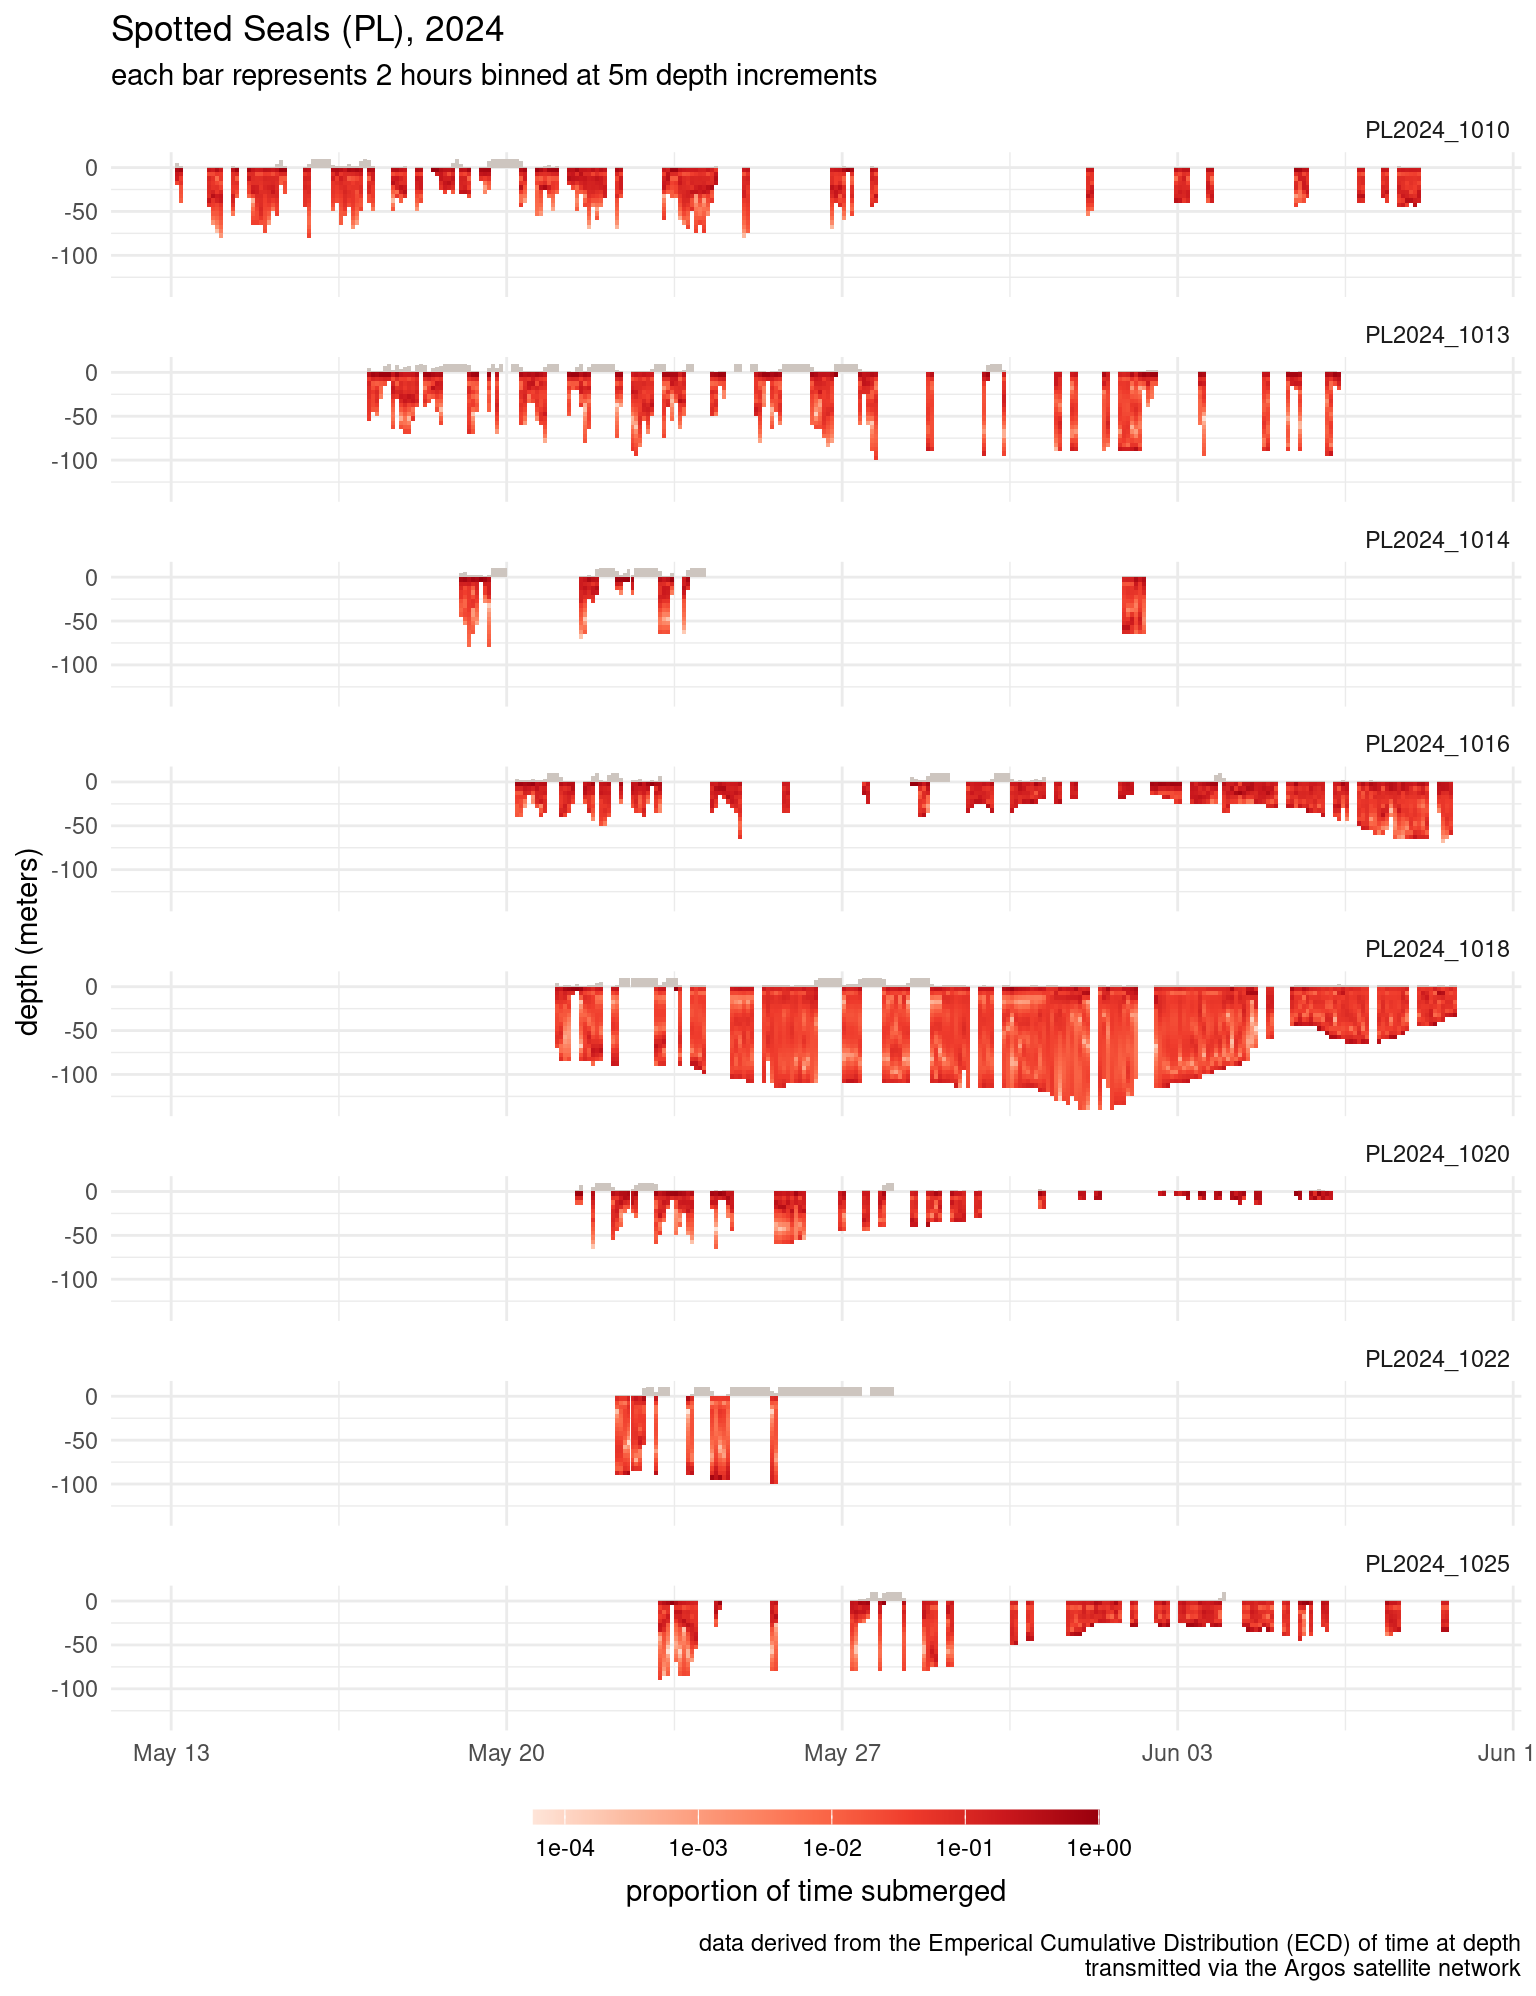 Spotted Seals (PL), 2024
each bar represents 2 hours binned at 5m depth increments
PL2024_1010
0
-50
-100
PL2024_1013
0
-50
-100
PL2024_1014
0
-50
-100
PL2024_1016
0
-50
-100
depth (meters)
PL2024_1018
0
-50
-100
PL2024_1020
0
-50
-100
PL2024_1022
0
-50
-100
PL2024_1025
0
-50
-100
May 13 May 20 May 27 Jun 03 Jun 1
1e-04 1e-03 1e-02 1e-01 1e+00
proportion of time submerged
data derived from the Emperical Cumulative Distribution (ECD) of time at depth
transmitted via the Argos satellite network